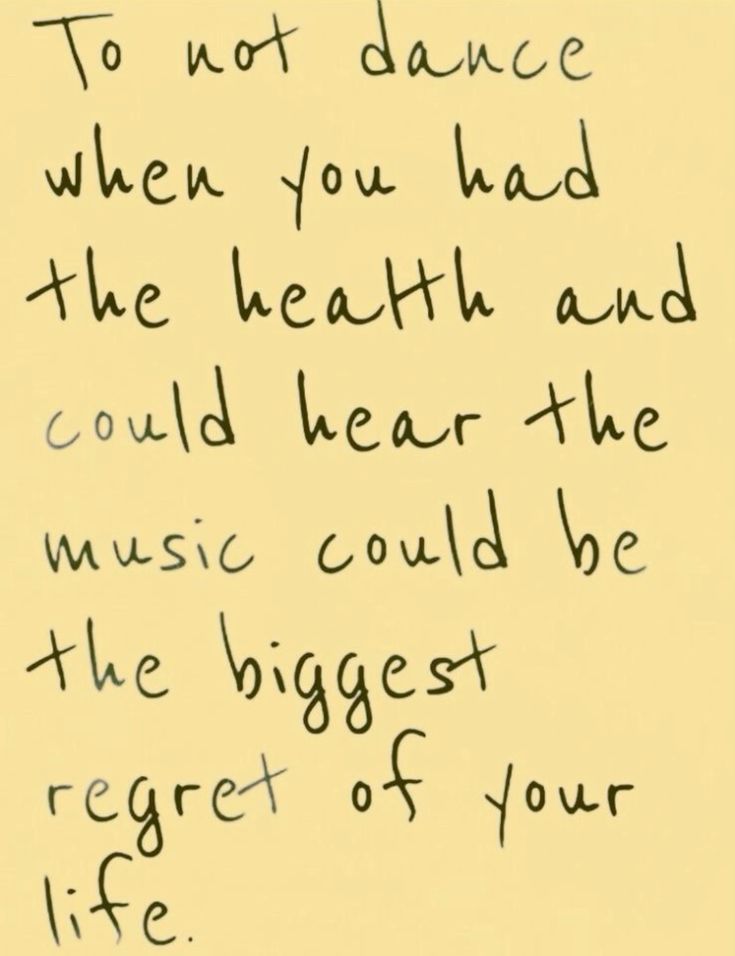 To not dance
when you had
the health and
could hear the
music could be
the biggest
regret of your
life.